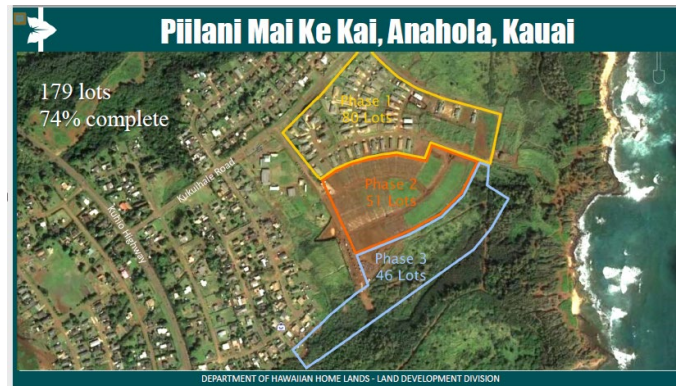 Piilani Mai Ke Kai, Anahola, Kauai
179 lots
74% complete
Phase 1
80 Lots
Kukuihale Road
Phase 2
51 Lots
Kuhio Highway
Phase 3
46 Lots
DEPARTMENT OF HAWAIIAN HOME LANDS - LAND DEVELOPMENT DIVISION